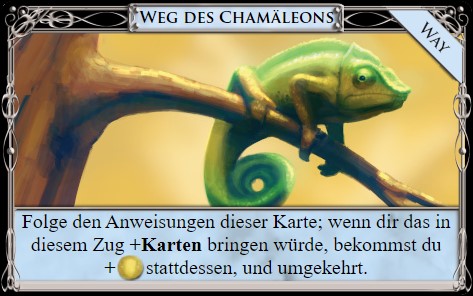 Weg des Chamäleons
Way
Folge den Anweisungen dieser Karte; wenn dir das in
diesem Zug +Karten bringen würde, bekommst du
+ stattdessen, und umgekehrt.